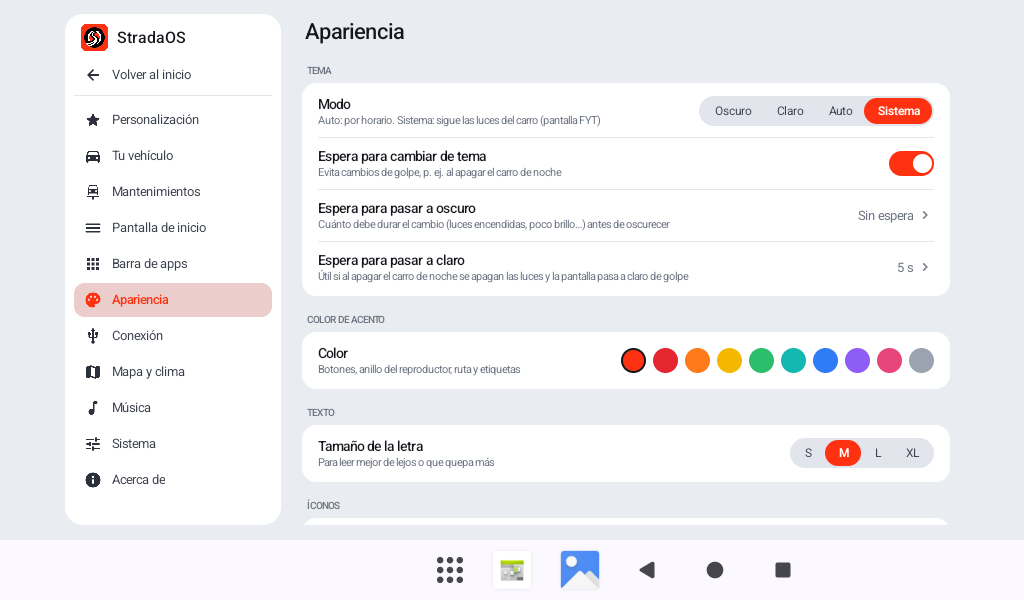 StradaOS
Volver al inicio
Personalización
Tu vehículo
Mantenimientos
Pantalla de inicio
Barra de apps
Apariencia
Conexión
Mapa y clima
Música
Sistema
Acerca de
Apariencia
TEMA
Modo
Auto: por horario. Sistema: sigue las luces del carro (pantalla FYT)
Oscuro Claro Auto Sistema
Espera para cambiar de tema
Evita cambios de golpe, p. ej. al apagar el carro de noche
Espera para pasar a oscuro
Cuánto debe durar el cambio (luces encendidas, poco brillo...) antes de oscurecer
Sin espera
Espera para pasar a claro
Útil si al apagar el carro de noche se apagan las luces y la pantalla pasa a claro de golpe
5 s
COLOR DE ACENTO
Color
Botones, anillo del reproductor, ruta y etiquetas
TEXTO
Tamaño de la letra
Para leer mejor de lejos o que quepa más
S M L XL
ÍCONOS